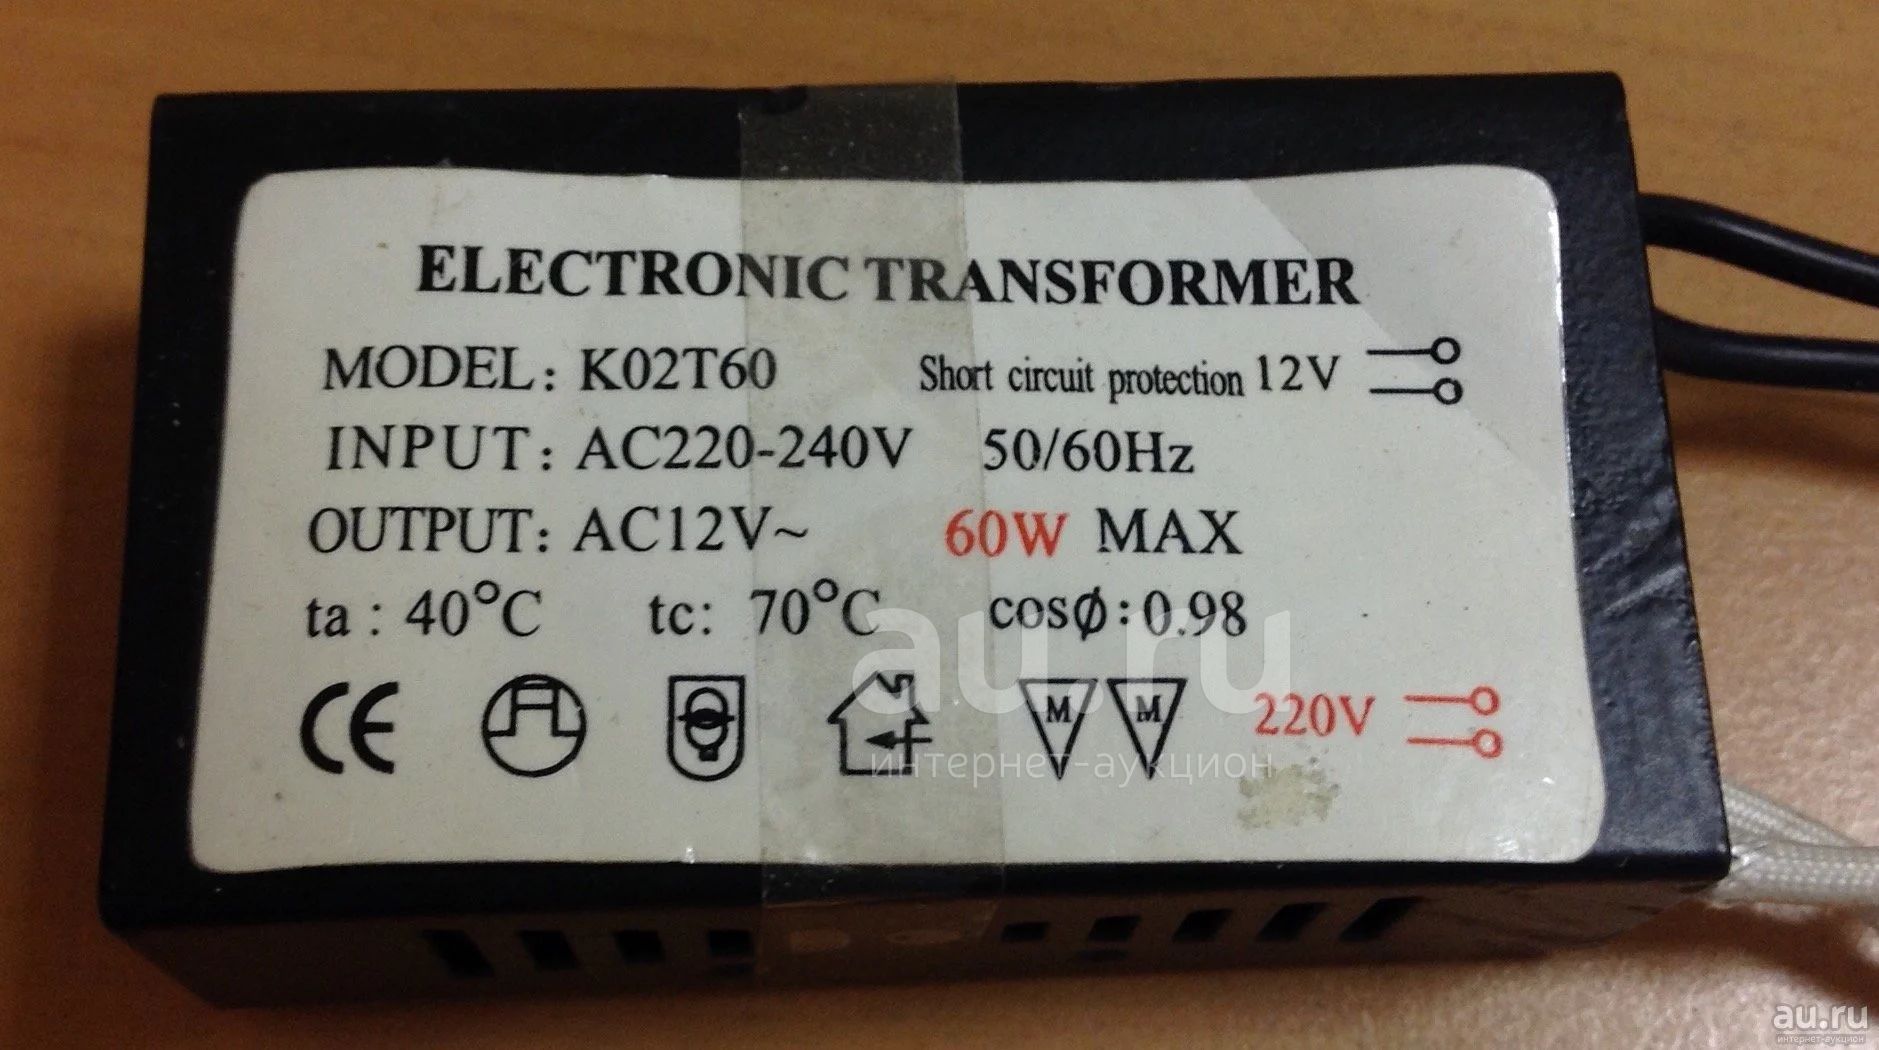 ELECTRONIC TRANSFORMER
MODEL: K02T60 Short circuit protection 12V
INPUT: AC220-240V 50/60Hz
OUTPUT: AC12V~ 60W MAX
ta: 40°C tc: 70°C cosϕ: 0.98
CE M M 220V
au.ru
интернет-аукцион
au.ru
интернет-аукцион